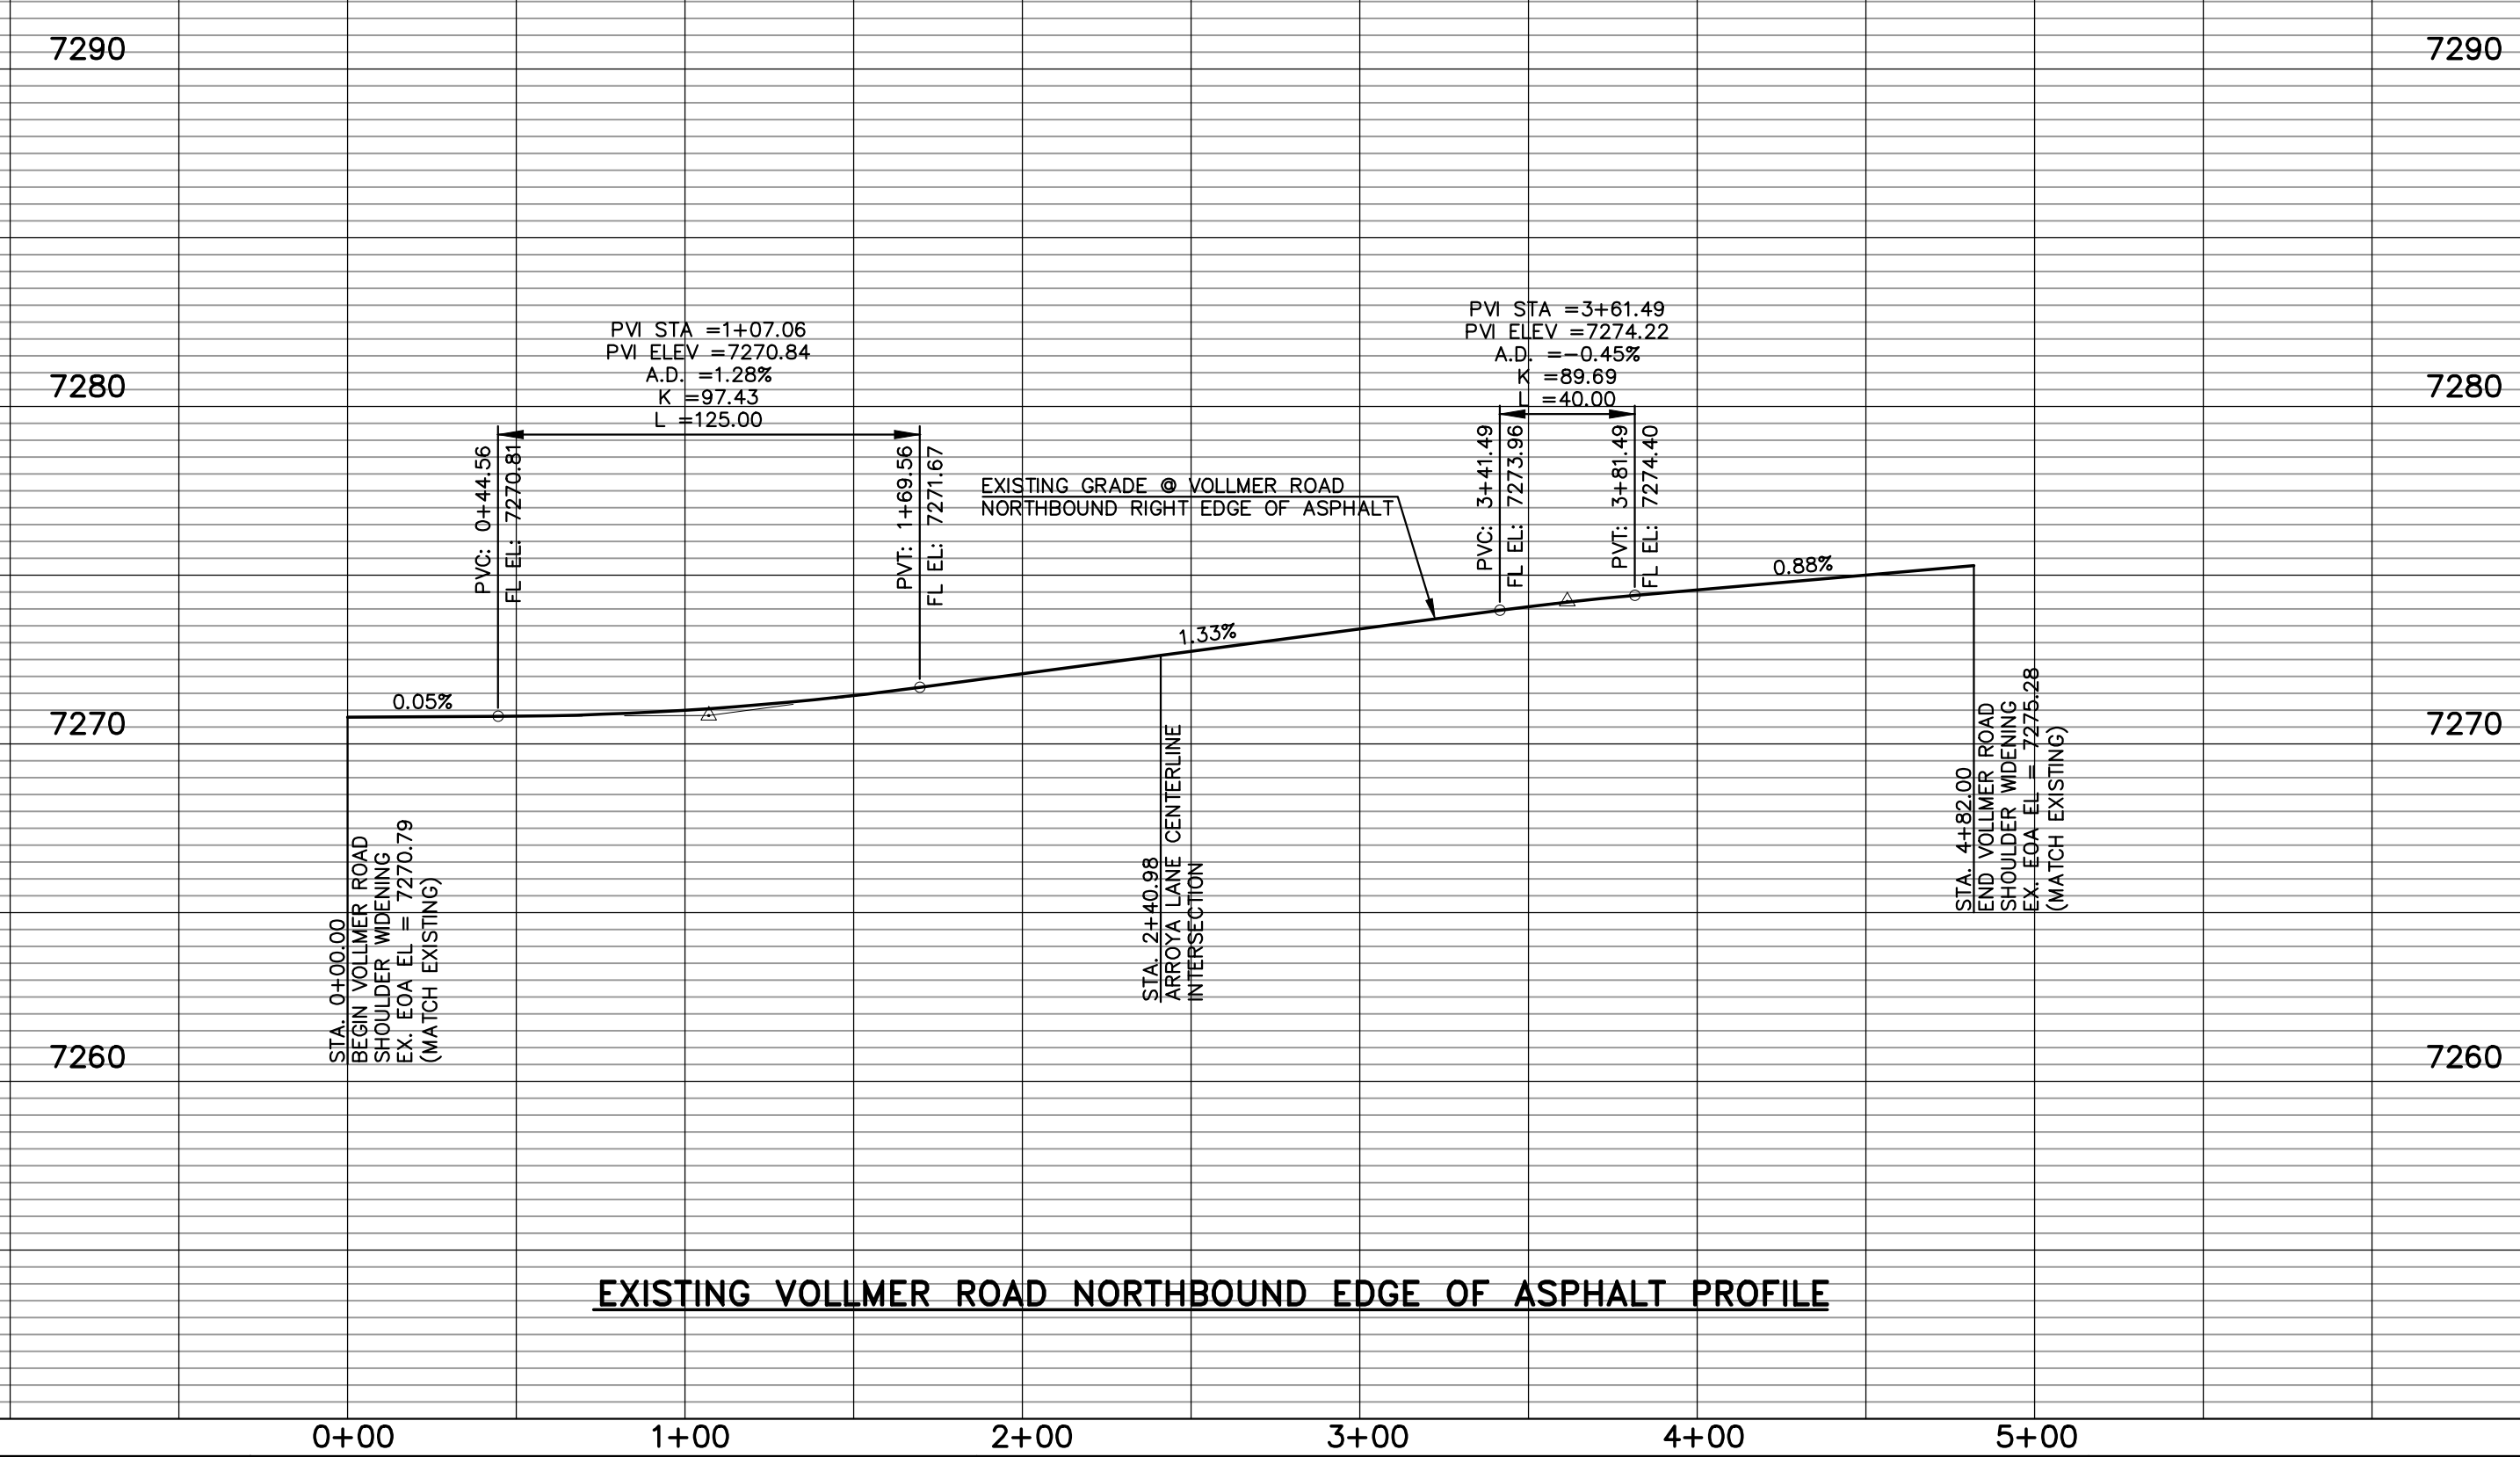 7290
7290
PVI STA =3+61.49
PVI ELEV =7274.22
A.D. =-0.45%
K =89.69
L =40.00
PVI STA =1+07.06
PVI ELEV =7270.84
A.D. =1.28%
K =97.43
L =125.00
7280
7280
PVC: 0+44.56
FL EL: 7270.81
PVT: 1+69.56
FL EL: 7271.67
EXISTING GRADE @ VOLLMER ROAD
NORTHBOUND RIGHT EDGE OF ASPHALT
PVC: 3+41.49
FL EL: 7273.96
PVT: 3+81.49
FL EL: 7274.40
0.05%
1.33%
0.88%
7270
7270
STA. 0+00.00
BEGIN VOLLMER ROAD
SHOULDER WIDENING
EX. EOA EL = 7270.79
(MATCH EXISTING)
STA. 2+40.98
ARROYA LANE CENTERLINE
INTERSECTION
STA. 4+82.00
END VOLLMER ROAD
SHOULDER WIDENING
EX. EOA EL = 7275.28
(MATCH EXISTING)
7260
7260
EXISTING VOLLMER ROAD NORTHBOUND EDGE OF ASPHALT PROFILE
0+00
1+00
2+00
3+00
4+00
5+00